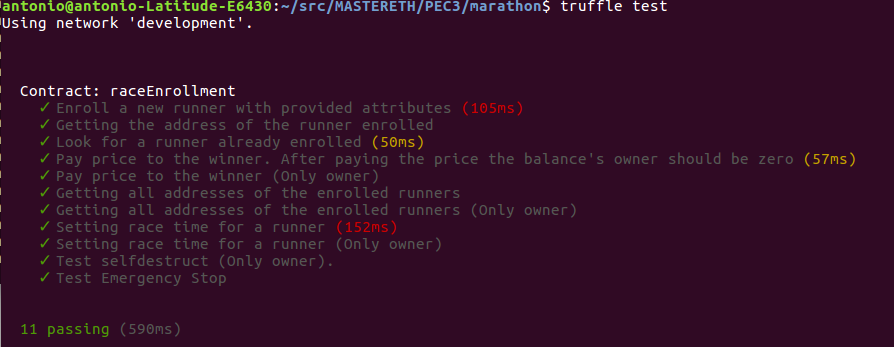 antonio@antonio-Latitude-E6430:~/src/MASTERETH/PEC3/marathon$ truffle test
Using network 'development'.
Contract: raceEnrollment
✓ Enroll a new runner with provided attributes (105ms)
✓ Getting the address of the runner enrolled
✓ Look for a runner already enrolled (50ms)
✓ Pay price to the winner. After paying the price the balance's owner should be zero (57ms)
✓ Pay price to the winner (Only owner)
✓ Getting all addresses of the enrolled runners
✓ Getting all addresses of the enrolled runners (Only owner)
✓ Setting race time for a runner (152ms)
✓ Setting race time for a runner (Only owner)
✓ Test selfdestruct (Only owner).
✓ Test Emergency Stop
11 passing (590ms)